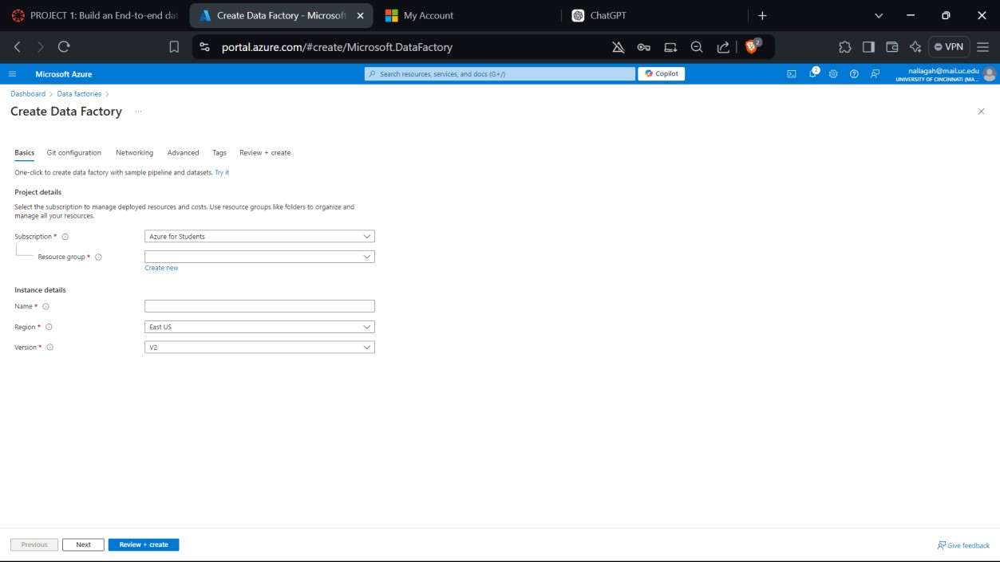 PROJECT 1: Build an End-to-end dat
Create Data Factory - Microsoft
My Account
ChatGPT
portal.azure.com/#create/Microsoft.DataFactory
2
VPN
Microsoft Azure
Search resources, services, and docs (G+/)
Copilot
2
nallagah@mail.uc.edu
UNIVERSITY OF CINCINNATI (MA...
Dashboard > Data factories >
Create Data Factory ...
Basics Git configuration Networking Advanced Tags Review + create
One-click to create data factory with sample pipeline and datasets. Try it
Project details
Select the subscription to manage deployed resources and costs. Use resource groups like folders to organize and
manage all your resources.
Subscription * Azure for Students
Resource group *
Create new
Instance details
Name *
Region * East US
Version * V2
Previous Next Review + create
Give feedback